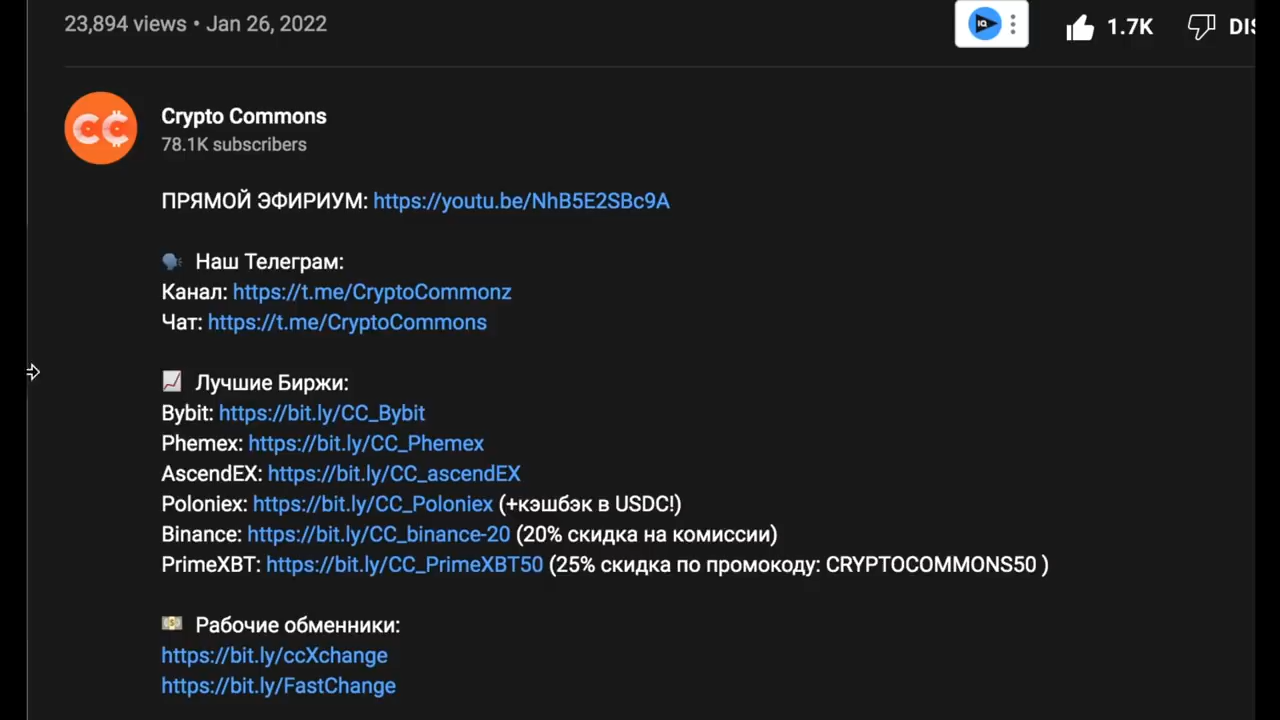 23,894 views • Jan 26, 2022
1.7K
DIS
Crypto Commons
78.1K subscribers
ПРЯМОЙ ЭФИРИУМ: https://youtu.be/NhB5E2SBc9A
Наш Телеграм:
Канал: https://t.me/CryptoCommonz
Чат: https://t.me/CryptoCommons
Лучшие Биржи:
Bybit: https://bit.ly/CC_Bybit
Phemex: https://bit.ly/CC_Phemex
AscendEX: https://bit.ly/CC_ascendEX
Poloniex: https://bit.ly/CC_Poloniex (+кэшбэк в USDC!)
Binance: https://bit.ly/CC_binance-20 (20% скидка на комиссии)
PrimeXBT: https://bit.ly/CC_PrimeXBT50 (25% скидка по промокоду: CRYPTOCOMMONS50 )
Рабочие обменники:
https://bit.ly/ccXchange
https://bit.ly/FastChange